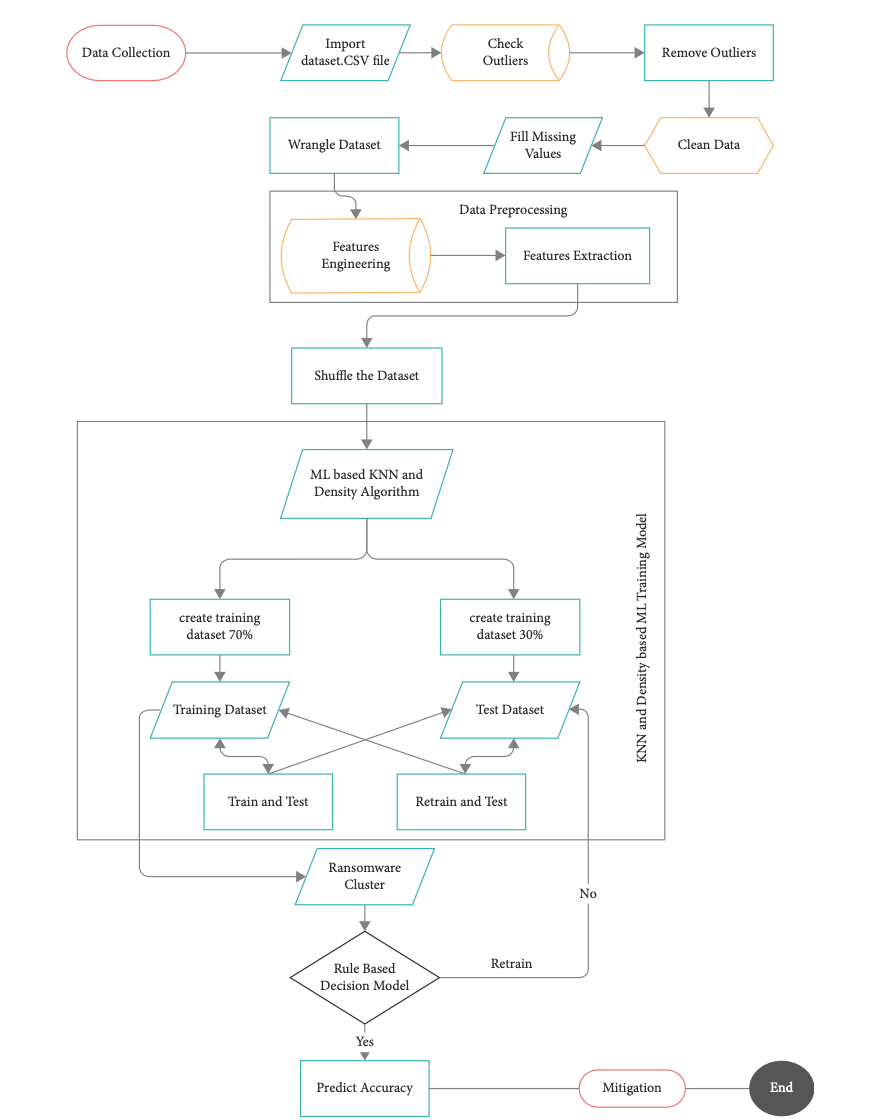 Data Collection
Import
dataset.CSV file
Check
Outliers
Remove Outliers
Wrangle Dataset
Fill Missing
Values
Clean Data
Data Preprocessing
Features
Engineering
Features Extraction
Shuffle the Dataset
ML based KNN and
Density Algorithm
KNN and Density based ML Training Model
create training
dataset 70%
create training
dataset 30%
Training Dataset
Test Dataset
Train and Test
Retrain and Test
Ransomware
Cluster
No
Rule Based
Decision Model
Retrain
Yes
Predict Accuracy
Mitigation
End